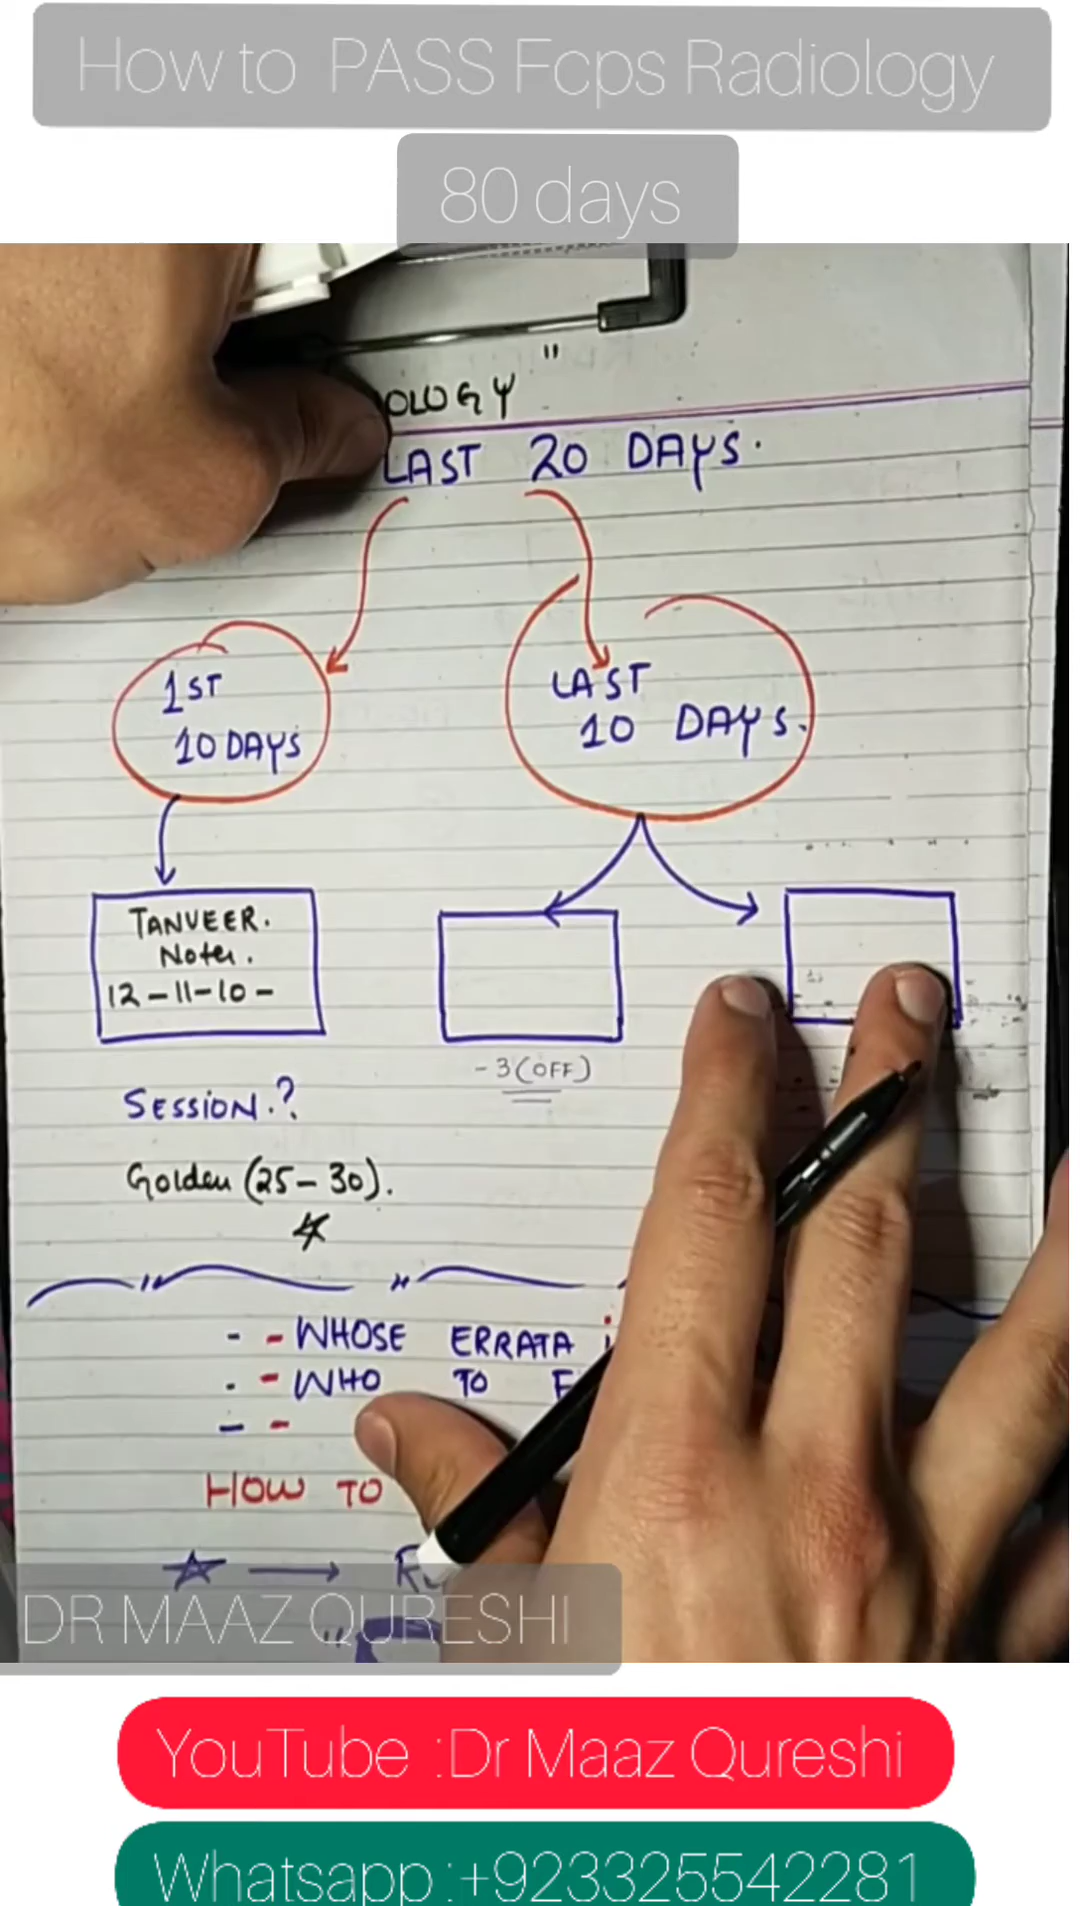 How to PASS Fcps Radiology
80 days
"
OLOGY
LAST 20 DAYS.
1ST
10 DAYS
LAST
10 DAYS.
TANVEER.
Notes.
12-11-10-
-3(OFF)
SESSION.?
Golden (25-30).
- - WHOSE ERRATA
- - WHO TO
- -
HOW TO
DR MAAZ QURESHI
YouTube :Dr Maaz Qureshi
Whatsapp :+923325542281